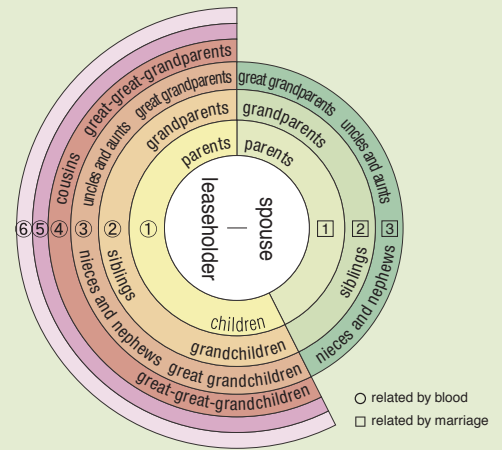 great-great-grandparents
great grandparents
great grandparents
grandparents
grandparents
uncles and aunts
uncles and aunts
parents
parents
cousins
leaseholder
spouse
⑥ ⑤ ④ ③ ② ①
1 2 3
siblings
siblings
nieces and nephews
nieces and nephews
children
grandchildren
great grandchildren
great-great-grandchildren
○ related by blood
□ related by marriage